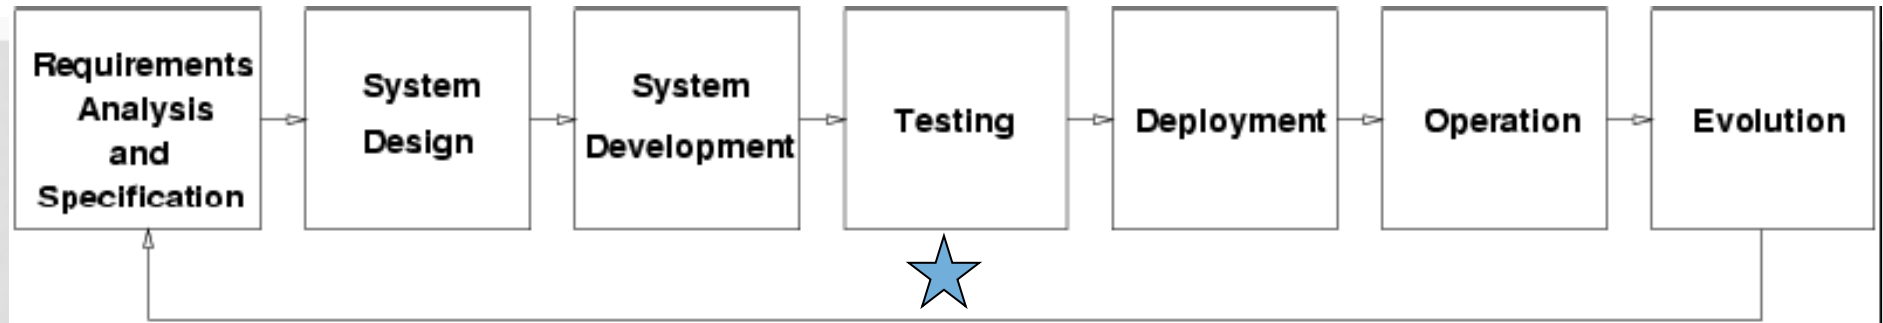 Requirements
Analysis
and
Specification
System
Design
System
Development
Testing
Deployment
Operation
Evolution